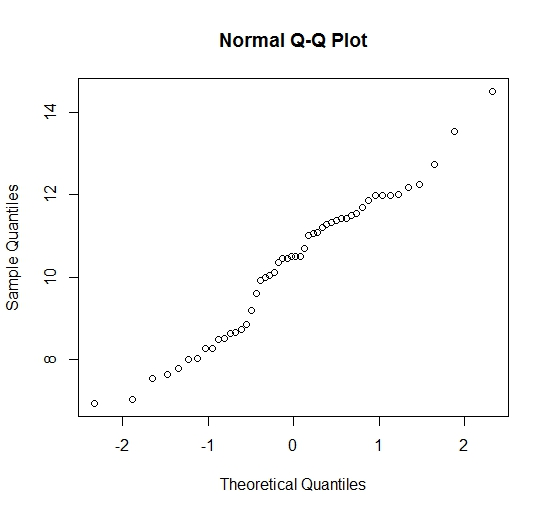 Normal Q-Q Plot
14
12
10
8
Sample Quantiles
-2 -1 0 1 2
Theoretical Quantiles